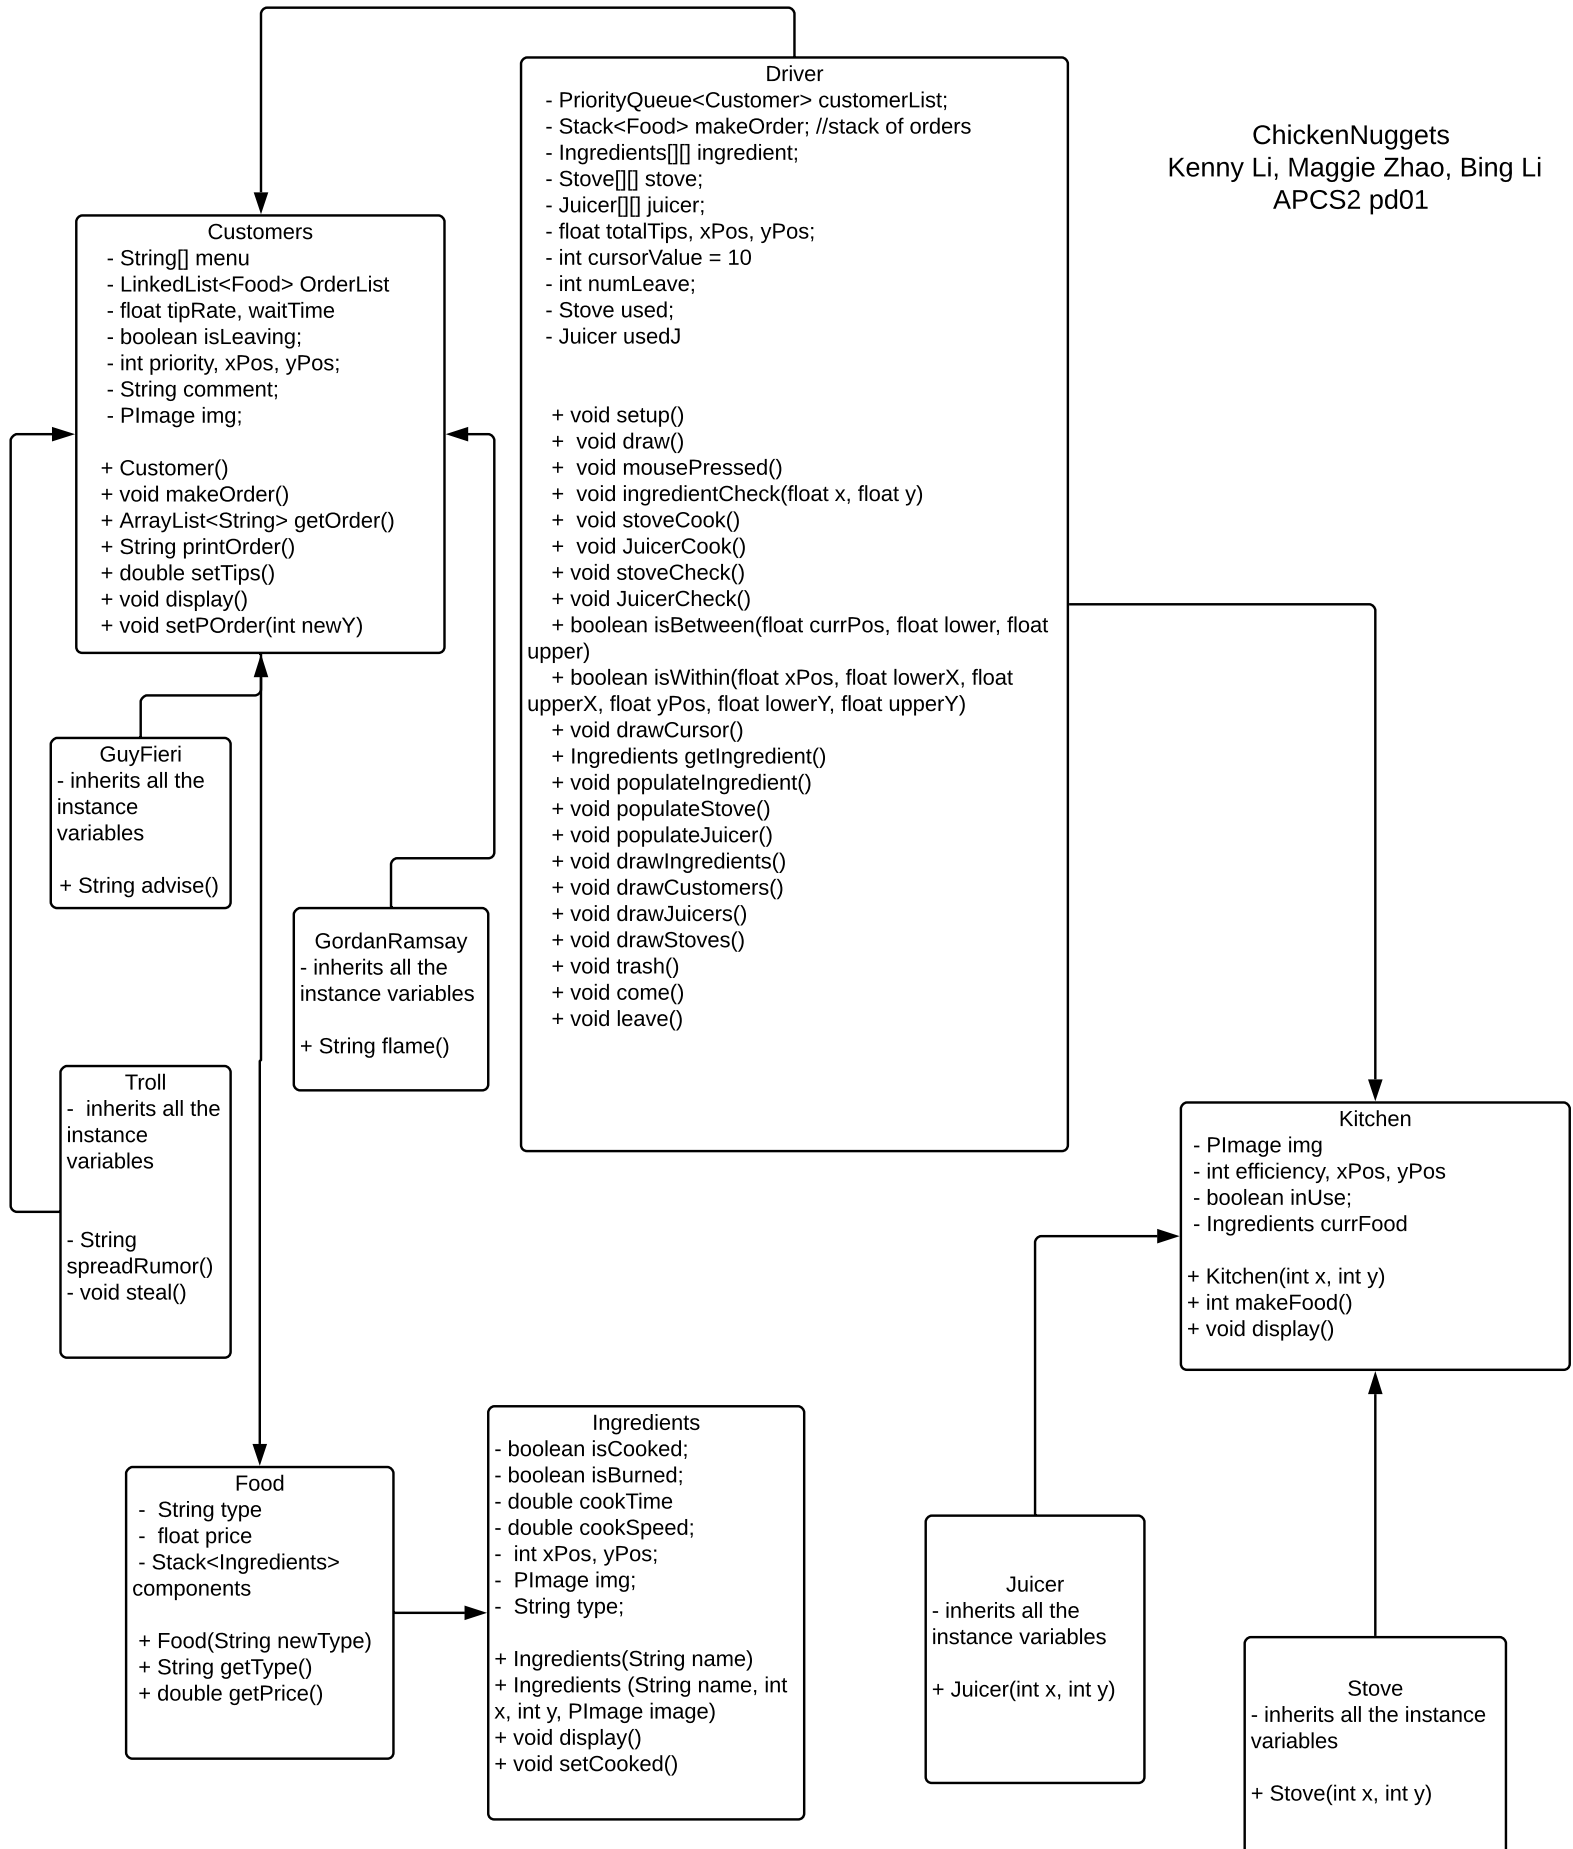 Driver
- PriorityQueue<Customer> customerList;
- Stack<Food> makeOrder; //stack of orders
- Ingredients[][] ingredient;
- Stove[][] stove;
- Juicer[][] juicer;
- float totalTips, xPos, yPos;
- int cursorValue = 10
- int numLeave;
- Stove used;
- Juicer usedJ
+ void setup()
+  void draw()
+  void mousePressed()
+  void ingredientCheck(float x, float y)
+  void stoveCook()
+  void JuicerCook()
+ void stoveCheck()
+ void JuicerCheck()
+ boolean isBetween(float currPos, float lower, float
upper)
+ boolean isWithin(float xPos, float lowerX, float
upperX, float yPos, float lowerY, float upperY)
+ void drawCursor()
+ Ingredients getIngredient()
+ void populateIngredient()
+ void populateStove()
+ void populateJuicer()
+ void drawIngredients()
+ void drawCustomers()
+ void drawJuicers()
+ void drawStoves()
+ void trash()
+ void come()
+ void leave()
ChickenNuggets
Kenny Li, Maggie Zhao, Bing Li
APCS2 pd01
Customers
- String[] menu
- LinkedList<Food> OrderList
- float tipRate, waitTime
- boolean isLeaving;
- int priority, xPos, yPos;
- String comment;
- PImage img;
+ Customer()
+ void makeOrder()
+ ArrayList<String> getOrder()
+ String printOrder()
+ double setTips()
+ void display()
+ void setPOrder(int newY)
GuyFieri
- inherits all the
instance
variables
+ String advise()
GordanRamsay
- inherits all the
instance variables
+ String flame()
Troll
-  inherits all the
instance
variables
- String
spreadRumor()
- void steal()
Kitchen
- PImage img
- int efficiency, xPos, yPos
- boolean inUse;
- Ingredients currFood
+ Kitchen(int x, int y)
+ int makeFood()
+ void display()
Food
-  String type
-  float price
- Stack<Ingredients>
components
+ Food(String newType)
+ String getType()
+ double getPrice()
Ingredients
- boolean isCooked;
- boolean isBurned;
- double cookTime
- double cookSpeed;
-  int xPos, yPos;
-  PImage img;
-  String type;
+ Ingredients(String name)
+ Ingredients (String name, int
x, int y, PImage image)
+ void display()
+ void setCooked()
Juicer
- inherits all the
instance variables
+ Juicer(int x, int y)
Stove
- inherits all the instance
variables
+ Stove(int x, int y)